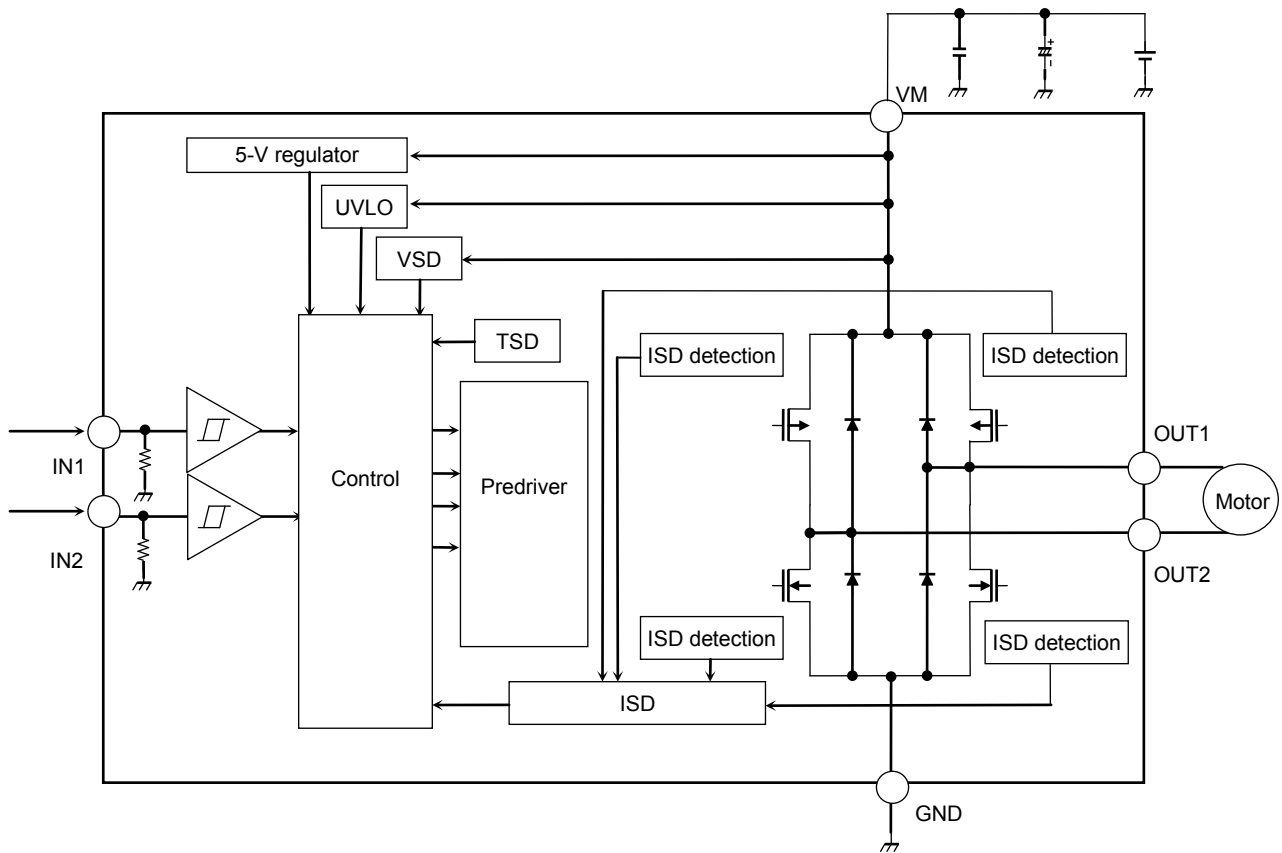 VM
5-V regulator
UVLO
VSD
TSD
ISD detection
ISD detection
IN1
IN2
Control
Predriver
OUT1
Motor
OUT2
ISD detection
ISD detection
ISD
GND
+
-